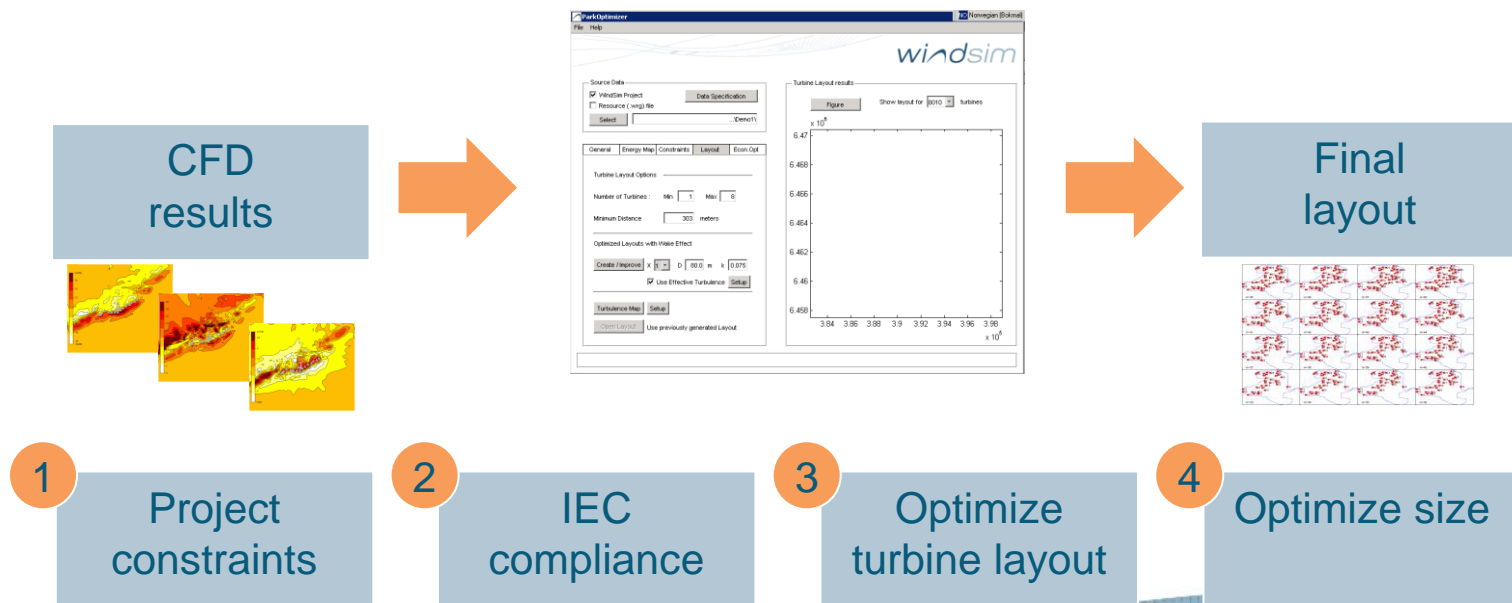 ParkOptimizer
NO Norwegian (Bokmal)
File Help
windsim
Source Data
WindSim Project
Data Specification
Resource (.wrg) file
Select
...\Demo1\
General Energy Map Constraints Layout Econ.Opt
Turbine Layout Options
Number of Turbines : Min 1 Max 8
Minimum Distance 303 meters
Optimized Layouts with Wake Effect
Create / Improve X 1 D 80.0 m k 0.075
Use Effective Turbulence Setup
Turbulence Map Setup
Open Layout Use previously generated Layout
Turbine Layout results
Figure Show layout for 8010 turbines
x 10
6.47
6.468
6.466
6.464
6.462
6.46
6.458
3.84 3.86 3.88 3.9 3.92 3.94 3.96 3.98
x 10
CFD
results
Final
layout
1
Project
constraints
2
IEC
compliance
3
Optimize
turbine layout
4
Optimize size